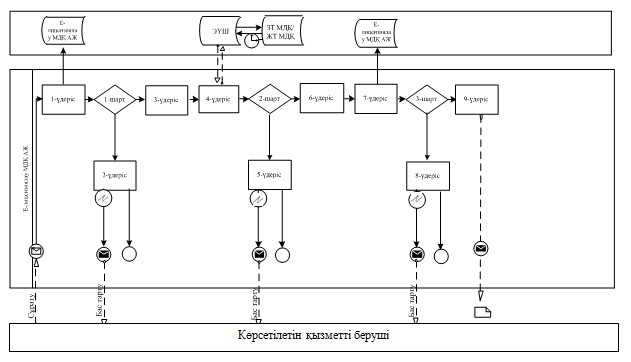 Е-
лицензиялa
у МДҚ АЖ
ЭҮШ
ЗТ МДҚ/
ЖТ МДҚ
Е-
лицензиялa
у МДҚ АЖ
1-үдеріс
1-шарт
3-үдеріс
4-үдеріс
2-шарт
6-үдеріс
7-үдеріс
3-шарт
9-үдеріс
Е-лицензиялау МДҚ АЖ
2-үдеріс
5-үдеріс
8-үдеріс
Сұрату
Бас тарту
Бас тарту
Бас тарту
Көрсетілетін қызметті беруші